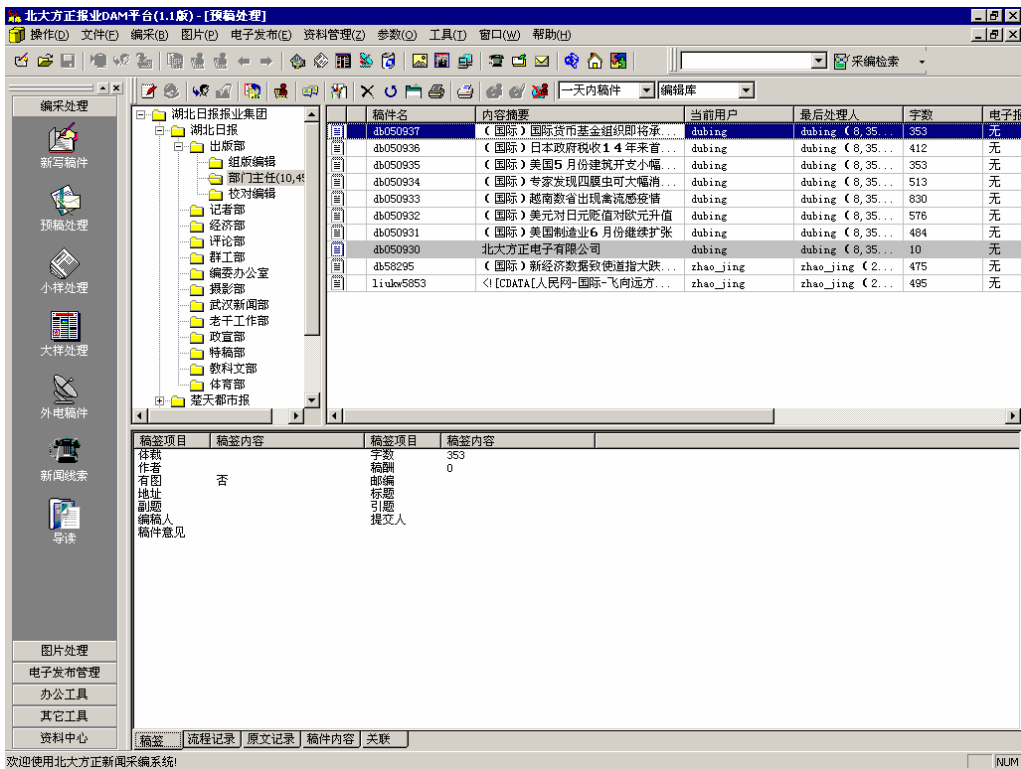 北大方正报业DAM平台(1.1版) - [预稿处理]
操作(D) 文件(F) 编采(B) 图片(P) 电子发布(E) 资料管理(Z) 参数(O) 工具(T) 窗口(W) 帮助(H)
采编检索
一天内稿件 编辑库
编采处理
新写稿件
预稿处理
小样处理
大样处理
外电稿件
新闻线索
导读
图片处理
电子发布管理
办公工具
其它工具
资料中心
湖北日报报业集团
湖北日报
出版部
组版编辑
部门主任(10,45
校对编辑
记者部
经济部
评论部
群工部
编委办公室
摄影部
武汉新闻部
老干工作部
政宣部
特稿部
教科文部
体育部
楚天都市报
稿件名 内容摘要 当前用户 最后处理人 字数 电子报
db050937 （国际）国际货币基金组织即将承... dubing dubing (8,35... 353 无
db050936 （国际）日本政府税收14年来首... dubing dubing (8,35... 412 无
db050935 （国际）美国5月份建筑开支小幅... dubing dubing (8,35... 353 无
db050934 （国际）专家发现四膜虫可大幅消... dubing dubing (8,35... 513 无
db050933 （国际）越南数省出现禽流感疫情 dubing dubing (8,35... 830 无
db050932 （国际）美元对日元贬值对欧元升值 dubing dubing (8,35... 576 无
db050931 （国际）美国制造业6月份继续扩张 dubing dubing (8,35... 484 无
db050930 北大方正电子有限公司 dubing dubing (8,35... 10 无
db58295 （国际）新经济数据致使道指大跌... zhao_jing zhao_jing (2... 475 无
liukw5853 <![CDATA[人民网-国际-飞向远方... zhao_jing zhao_jing (2... 495 无
稿签项目 稿签内容 稿签项目 稿签内容
体裁 字数 353
作者 稿酬 0
有图 否 邮编
地址 标题
副题 引题
编稿人 提交人
稿件意见
稿签 流程记录 原文记录 稿件内容 关联
欢迎使用北大方正新闻采编系统! NUM